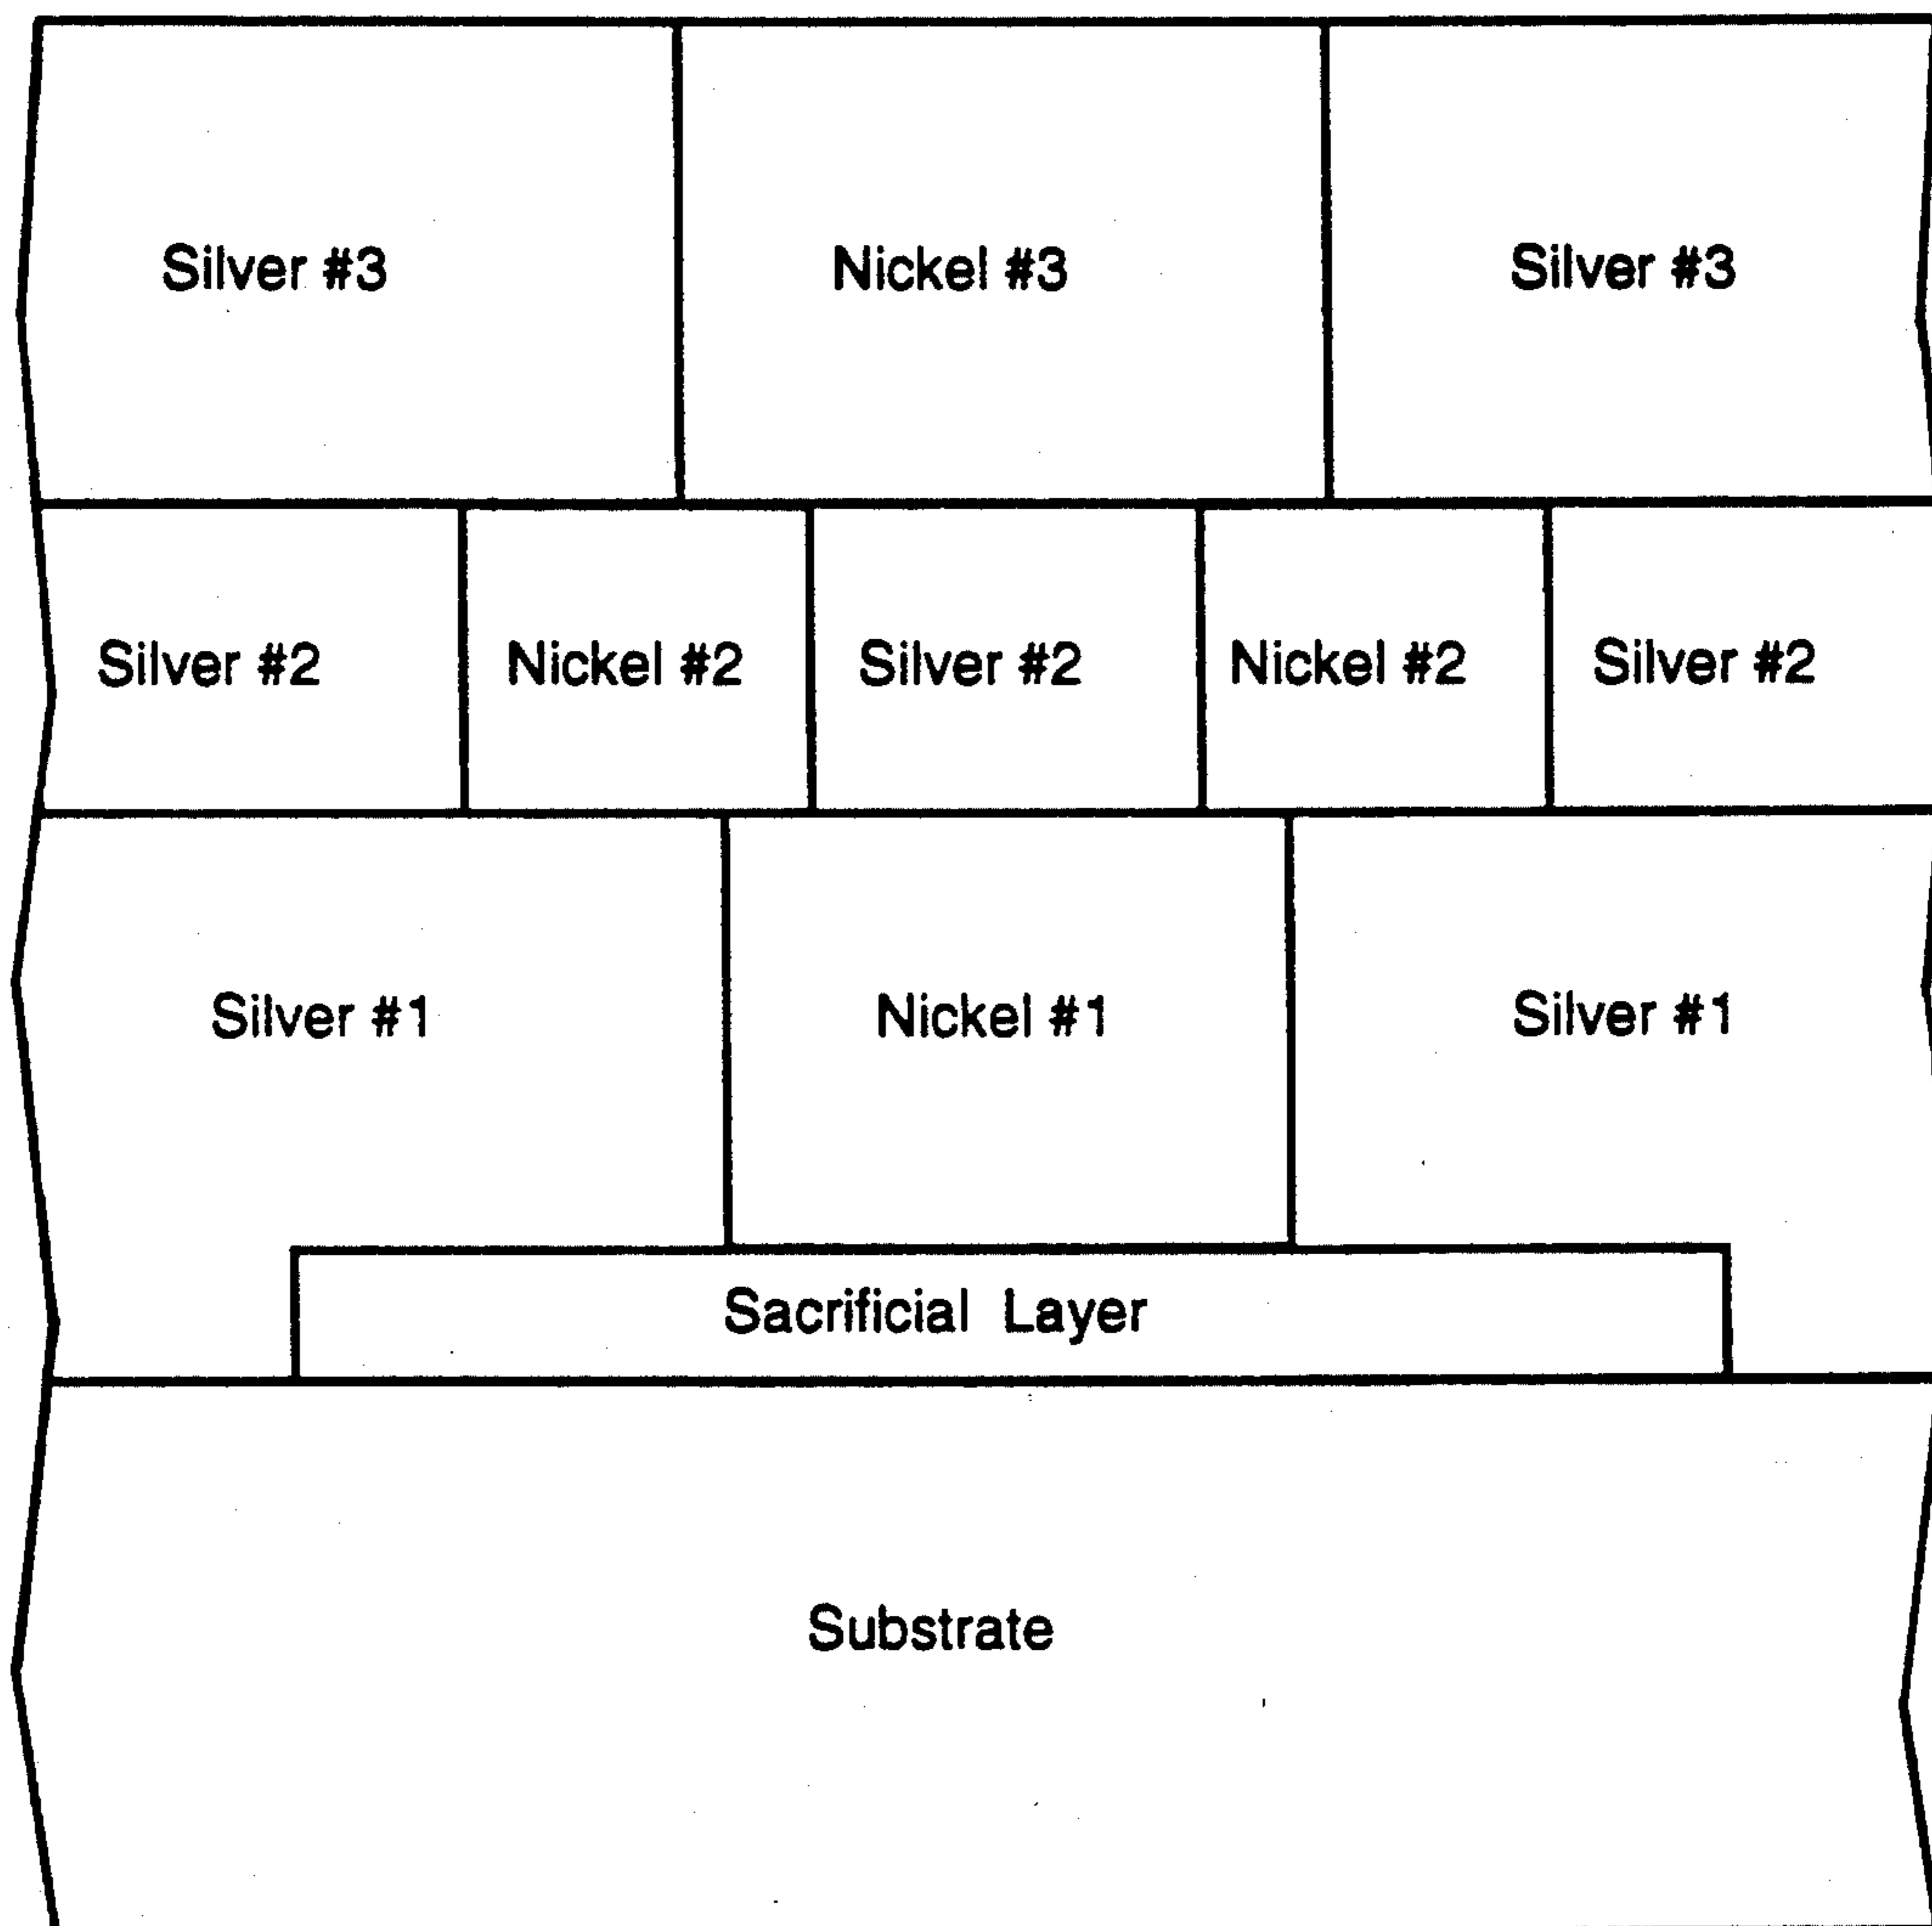 Silver #3 Nickel #3 Silver #3
Silver #2 Nickel #2 Silver #2 Nickel #2 Silver #2
Silver #1 Nickel #1 Silver #1
Sacrificial Layer
Substrate